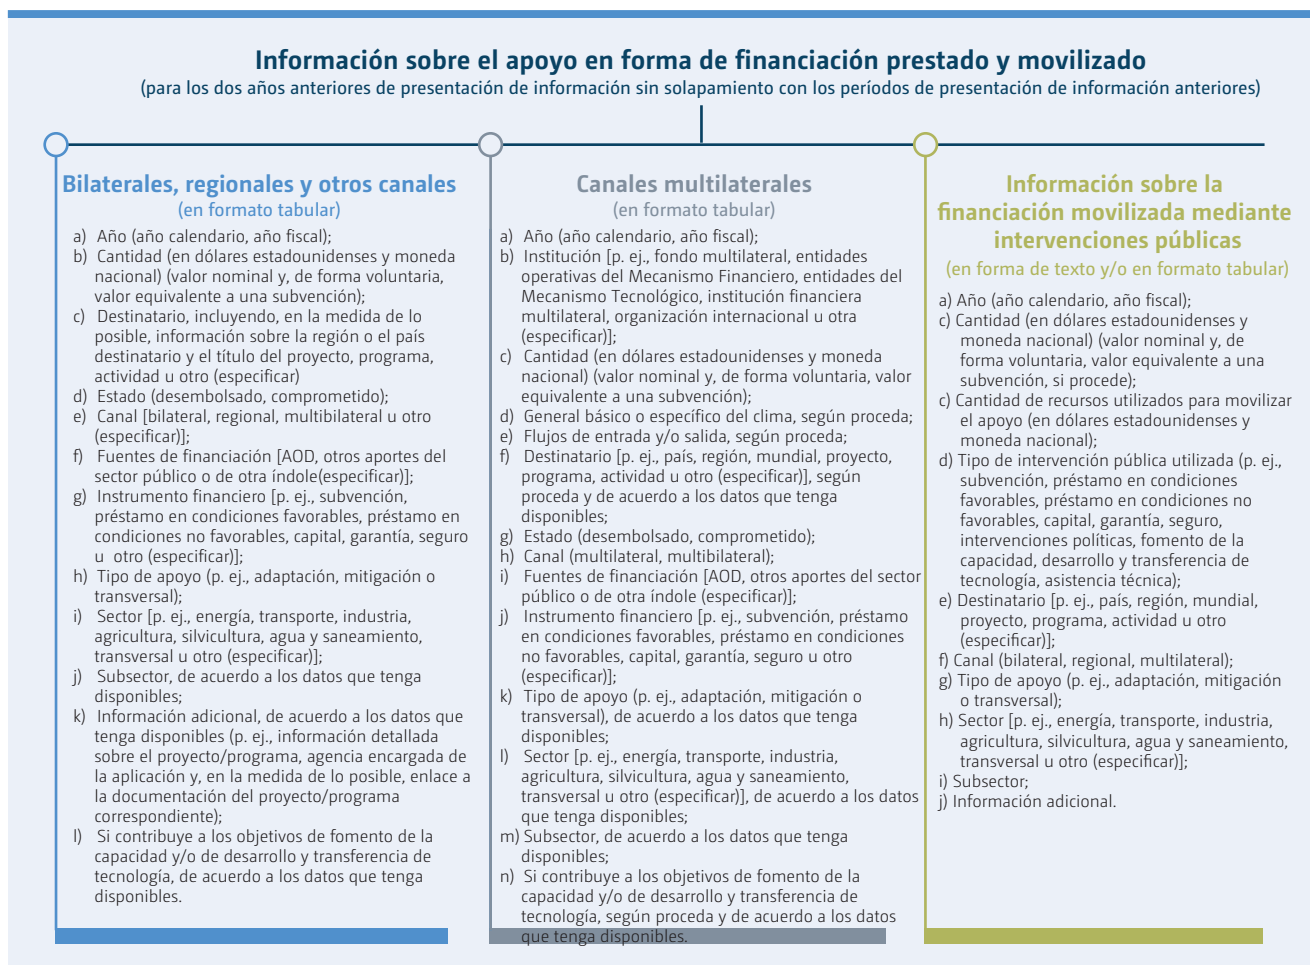 Información sobre el apoyo en forma de financiación prestado y movilizado
(para los dos años anteriores de presentación de información sin solapamiento con los períodos de presentación de información anteriores)
Bilaterales, regionales y otros canales
(en formato tabular)
a) Año (año calendario, año fiscal);
b) Cantidad (en dólares estadounidenses y moneda
nacional) (valor nominal y, de forma voluntaria,
valor equivalente a una subvención);
c) Destinatario, incluyendo, en la medida de lo
posible, información sobre la región o el país
destinatario y el título del proyecto, programa,
actividad u otro (especificar)
d) Estado (desembolsado, comprometido);
e) Canal [bilateral, regional, multibilateral u otro
(especificar)];
f) Fuentes de financiación [AOD, otros aportes del
sector público o de otra índole(especificar)];
g) Instrumento financiero [p. ej., subvención,
préstamo en condiciones favorables, préstamo en
condiciones no favorables, capital, garantía, seguro
u otro (especificar)];
h) Tipo de apoyo (p. ej., adaptación, mitigación o
transversal);
i) Sector [p. ej., energía, transporte, industria,
agricultura, silvicultura, agua y saneamiento,
transversal u otro (especificar)];
j) Subsector, de acuerdo a los datos que tenga
disponibles;
k) Información adicional, de acuerdo a los datos que
tenga disponibles (p. ej., información detallada
sobre el proyecto/programa, agencia encargada de
la aplicación y, en la medida de lo posible, enlace a
la documentación del proyecto/programa
correspondiente);
l) Si contribuye a los objetivos de fomento de la
capacidad y/o de desarrollo y transferencia de
tecnología, de acuerdo a los datos que tenga
disponibles.
Canales multilaterales
(en formato tabular)
a) Año (año calendario, año fiscal);
b) Institución [p. ej., fondo multilateral, entidades
operativas del Mecanismo Financiero, entidades del
Mecanismo Tecnológico, institución financiera
multilateral, organización internacional u otra
(especificar)];
c) Cantidad (en dólares estadounidenses y moneda
nacional) (valor nominal y, de forma voluntaria, valor
equivalente a una subvención);
d) General básico o específico del clima, según proceda;
e) Flujos de entrada y/o salida, según proceda;
f) Destinatario [p. ej., país, región, mundial, proyecto,
programa, actividad u otro (especificar)], según
proceda y de acuerdo a los datos que tenga
disponibles;
g) Estado (desembolsado, comprometido);
h) Canal (multilateral, multibilateral);
i) Fuentes de financiación [AOD, otros aportes del sector
público o de otra índole (especificar)];
j) Instrumento financiero [p. ej., subvención, préstamo
en condiciones favorables, préstamo en condiciones
no favorables, capital, garantía, seguro u otro
(especificar)];
k) Tipo de apoyo (p. ej., adaptación, mitigación o
transversal), de acuerdo a los datos que tenga
disponibles;
l) Sector [p. ej., energía, transporte, industria,
agricultura, silvicultura, agua y saneamiento,
transversal u otro (especificar)], de acuerdo a los datos
que tenga disponibles;
m) Subsector, de acuerdo a los datos que tenga
disponibles;
n) Si contribuye a los objetivos de fomento de la
capacidad y/o de desarrollo y transferencia de
tecnología, según proceda y de acuerdo a los datos
que tenga disponibles.
Información sobre la
financiación movilizada mediante
intervenciones públicas
(en forma de texto y/o en formato tabular)
a) Año (año calendario, año fiscal);
c) Cantidad (en dólares estadounidenses y
moneda nacional) (valor nominal y, de
forma voluntaria, valor equivalente a una
subvención, si procede);
c) Cantidad de recursos utilizados para movilizar
el apoyo (en dólares estadounidenses y
moneda nacional);
d) Tipo de intervención pública utilizada (p. ej.,
subvención, préstamo en condiciones
favorables, préstamo en condiciones no
favorables, capital, garantía, seguro,
intervenciones políticas, fomento de la
capacidad, desarrollo y transferencia de
tecnología, asistencia técnica);
e) Destinatario [p. ej., país, región, mundial,
proyecto, programa, actividad u otro
(especificar)];
f) Canal (bilateral, regional, multilateral);
g) Tipo de apoyo (p. ej., adaptación, mitigación
o transversal);
h) Sector [p. ej., energía, transporte, industria,
agricultura, silvicultura, agua y saneamiento,
transversal u otro (especificar)];
i) Subsector;
j) Información adicional.